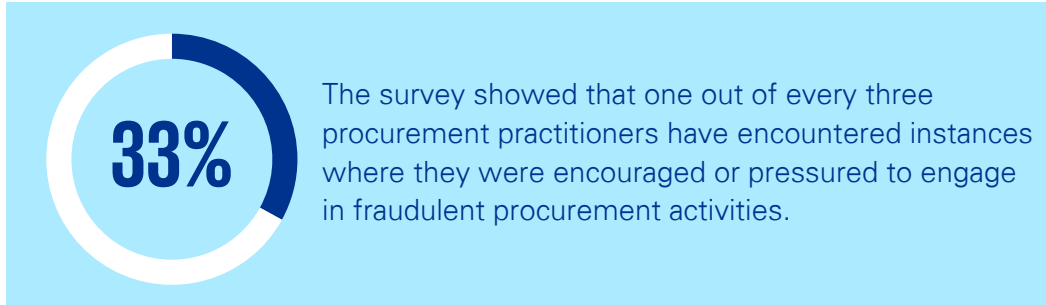 33%
The survey showed that one out of every three
procurement practitioners have encountered instances
where they were encouraged or pressured to engage
in fraudulent procurement activities.